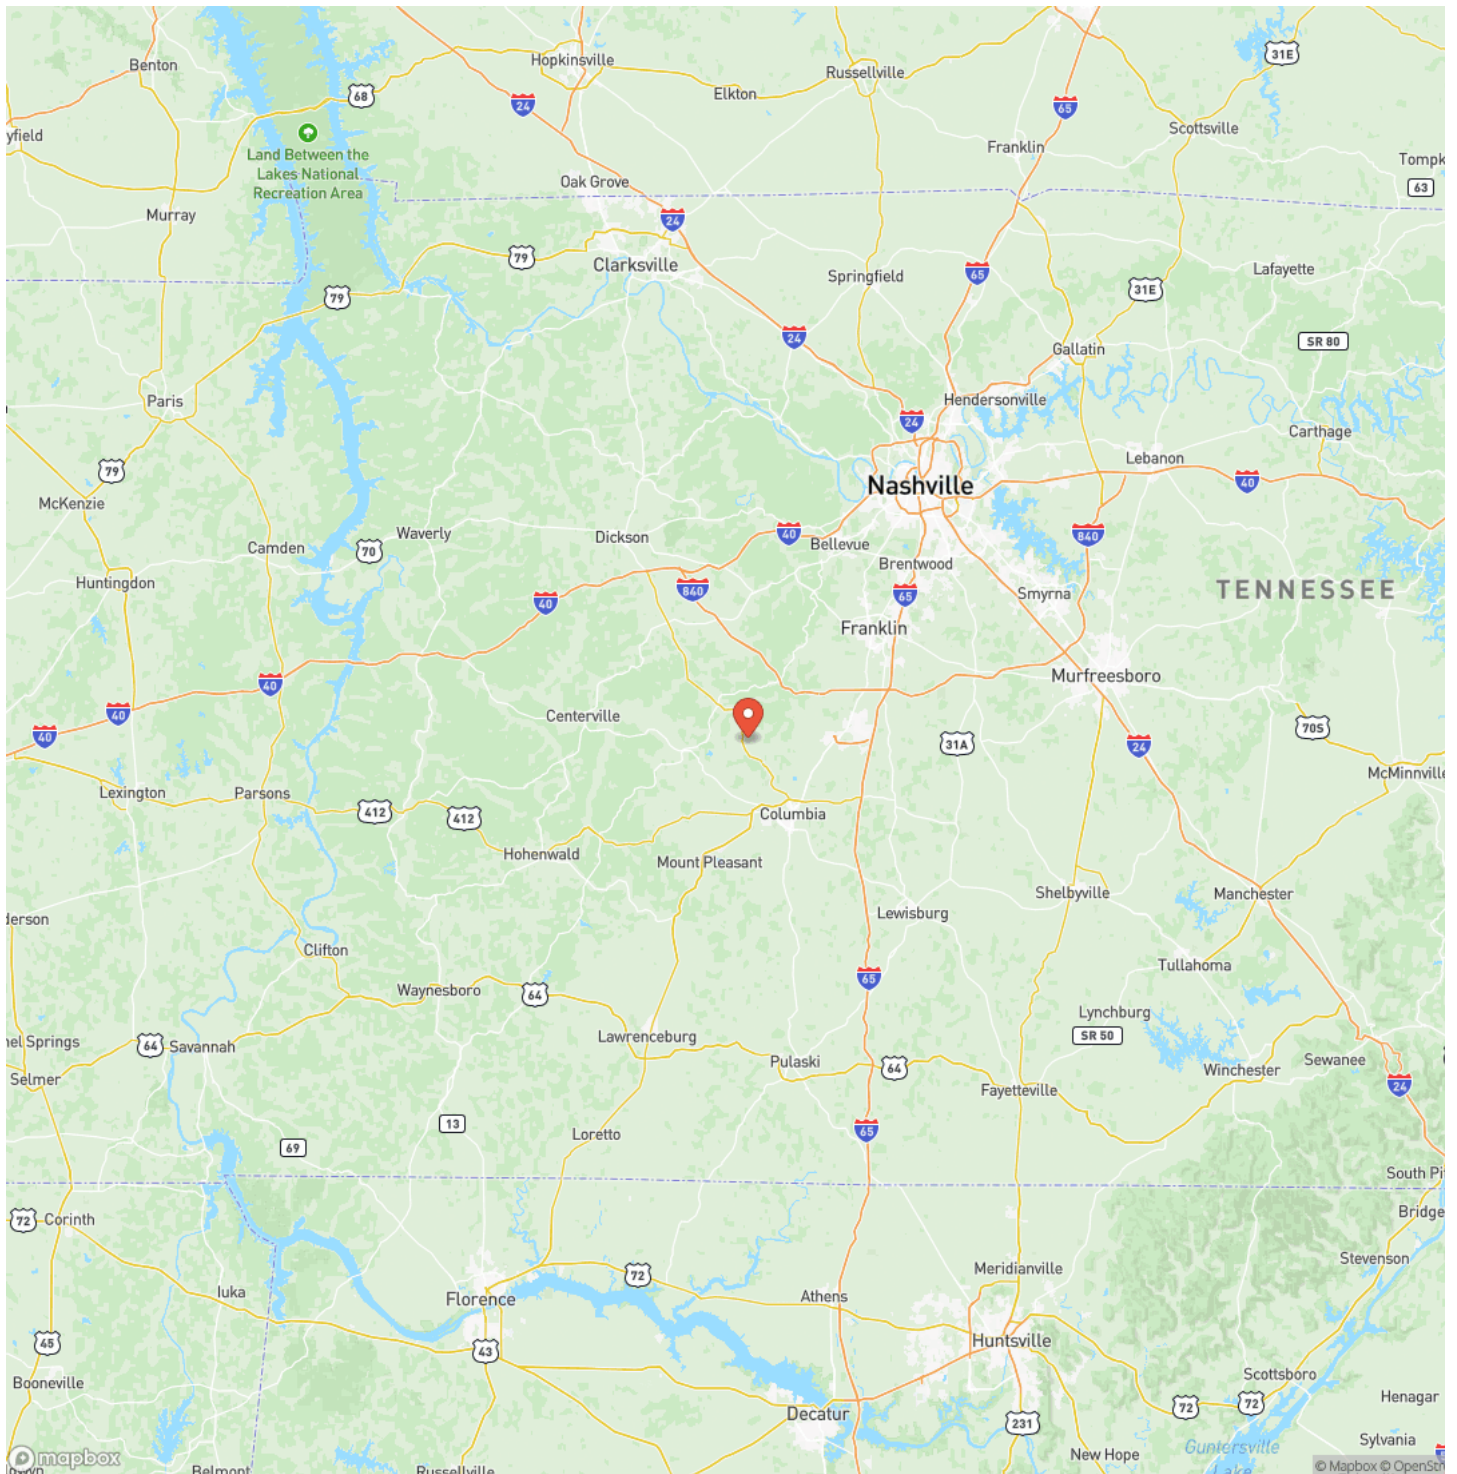 Hopkinsville
31E
Benton
Russellville
Elkton
68
24
65
yfield
Scottsville
Franklin
Land Between the
Lakes National
Recreation Area
Tompk
Oak Grove
63
Murray
24
79
Clarksville
65
Lafayette
Springfield
31E
79
24
SR 80
Gallatin
Paris
Hendersonville
24
Carthage
Lebanon
79
40
Nashville
McKenzie
Waverly
40
840
Dickson
Bellevue
Camden
70
Brentwood
Huntingdon
840
TENNESSEE
40
65
Smyrna
Franklin
Murfreesboro
40
40
Centerville
70S
40
31A
24
McMinnville
Lexington
Parsons
412
412
Columbia
Hohenwald
Mount Pleasant
Shelbyville
Manchester
derson
Lewisburg
Clifton
Tullahoma
65
Waynesboro
64
Lynchburg
SR 50
nel Springs
64
Savannah
Lawrenceburg
Pulaski
64
Sewanee
Winchester
Selmer
Fayetteville
24
13
65
Loretto
69
South Pi
Bridge
72
Corinth
Stevenson
Meridianville
72
Iuka
Florence
Athens
Huntsville
45
43
Booneville
Scottsboro
Henagar
72
72
Decatur
231
Sylvania
Guntersville
Lake
New Hope
mapbox
Belmont
Russellville
© Mapbox © OpenStr